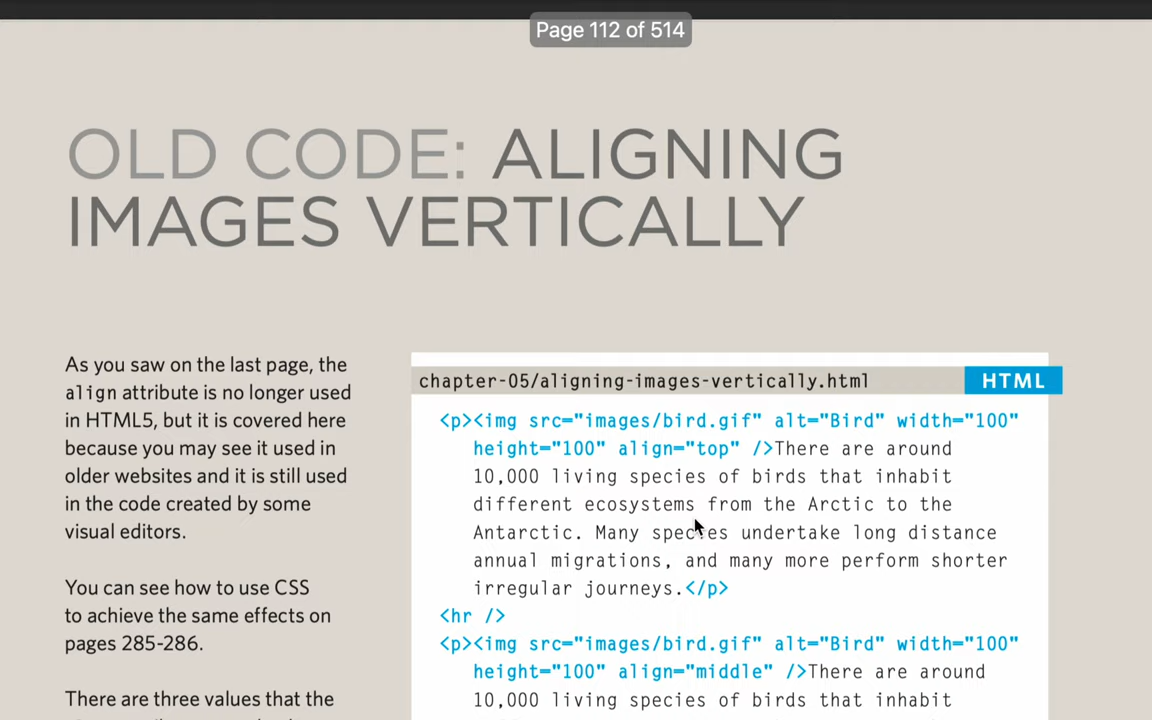 Page 112 of 514
OLD CODE: ALIGNING
IMAGES VERTICALLY
As you saw on the last page, the
align attribute is no longer used
in HTML5, but it is covered here
because you may see it used in
older websites and it is still used
in the code created by some
visual editors.
You can see how to use CSS
to achieve the same effects on
pages 285-286.
There are three values that the
chapter-05/aligning-images-vertically.html
HTML
<p><img src="images/bird.gif" alt="Bird" width="100"
height="100" align="top" />There are around
10,000 living species of birds that inhabit
different ecosystems from the Arctic to the
Antarctic. Many species undertake long distance
annual migrations, and many more perform shorter
irregular journeys.</p>
<hr />
<p><img src="images/bird.gif" alt="Bird" width="100"
height="100" align="middle" />There are around
10,000 living species of birds that inhabit